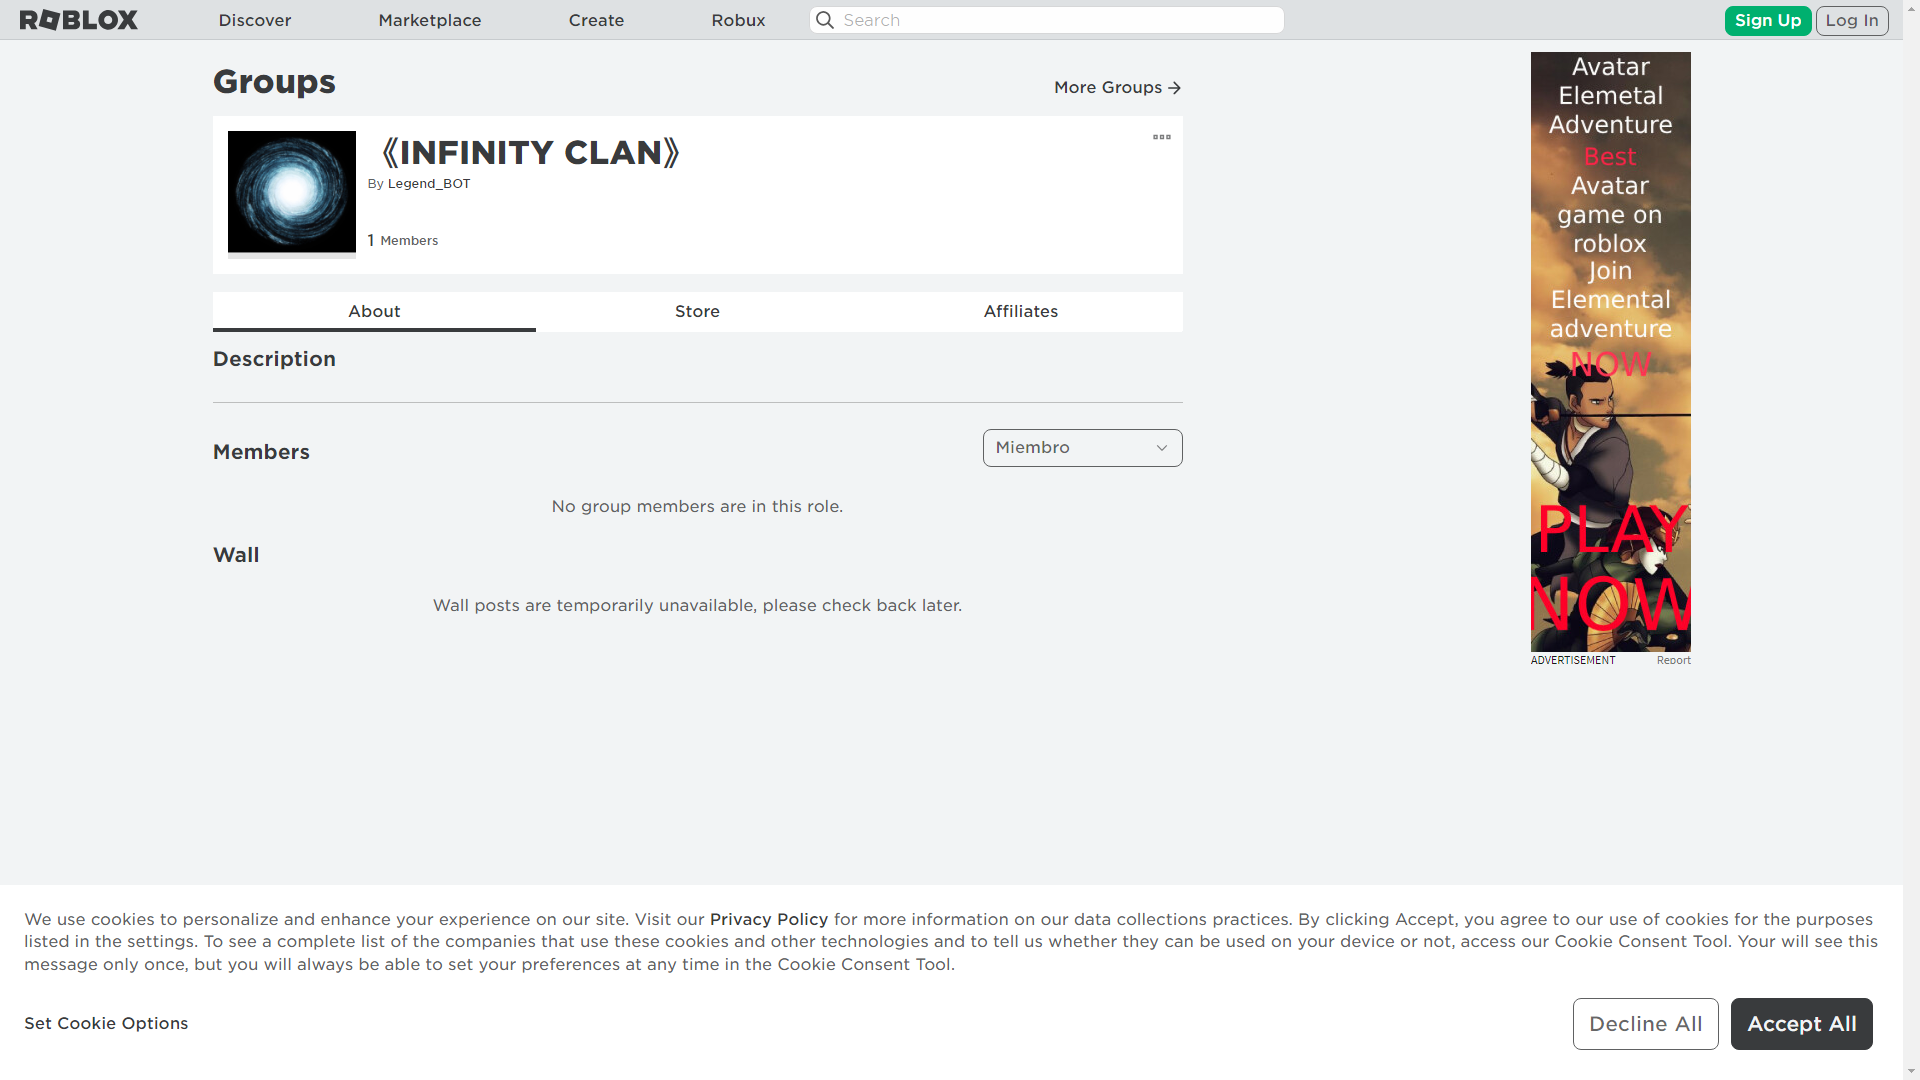 ROBLOX
Discover
Marketplace
Create
Robux
Search
Sign Up
Log In
Groups
More Groups
《INFINITY CLAN》
By Legend_BOT
1 Members
About
Store
Affiliates
Description
Members
Miembro
No group members are in this role.
Wall
Wall posts are temporarily unavailable, please check back later.
Avatar
Elemetal
Adventure
Best
Avatar
game on
roblox
Join
Elemental
adventure
NOW
PLAY
NOW
ADVERTISEMENT
Report
We use cookies to personalize and enhance your experience on our site. Visit our Privacy Policy for more information on our data collections practices. By clicking Accept, you agree to our use of cookies for the purposes
listed in the settings. To see a complete list of the companies that use these cookies and other technologies and to tell us whether they can be used on your device or not, access our Cookie Consent Tool. Your will see this
message only once, but you will always be able to set your preferences at any time in the Cookie Consent Tool.
Set Cookie Options
Decline All
Accept All